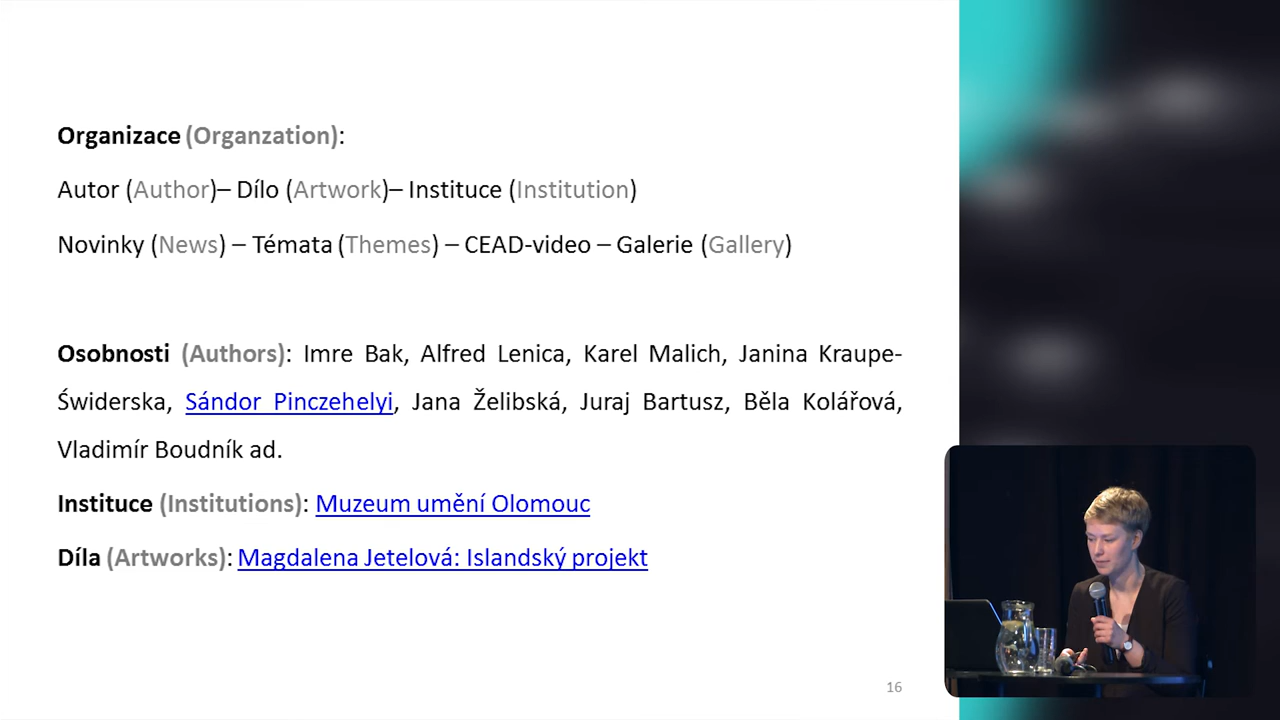 Organizace (Organzation):
Autor (Author)– Dílo (Artwork)– Instituce (Institution)
Novinky (News) – Témata (Themes) – CEAD-video – Galerie (Gallery)
Osobnosti (Authors): Imre Bak, Alfred Lenica, Karel Malich, Janina Kraupe-
Świderska, Sándor Pinczehelyi, Jana Želibská, Juraj Bartusz, Běla Kolářová,
Vladimír Boudník ad.
Instituce (Institutions): Muzeum umění Olomouc
Díla (Artworks): Magdalena Jetelová: Islandský projekt
16